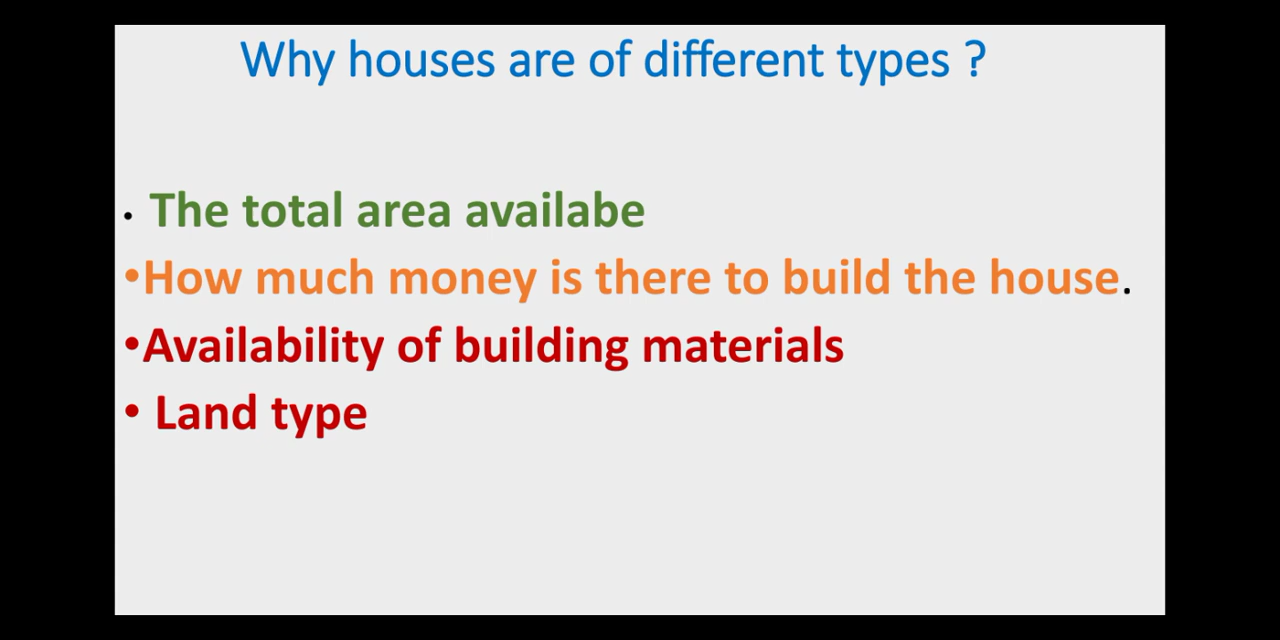 Why houses are of different types ?
• The total area availabe
•How much money is there to build the house.
•Availability of building materials
• Land type